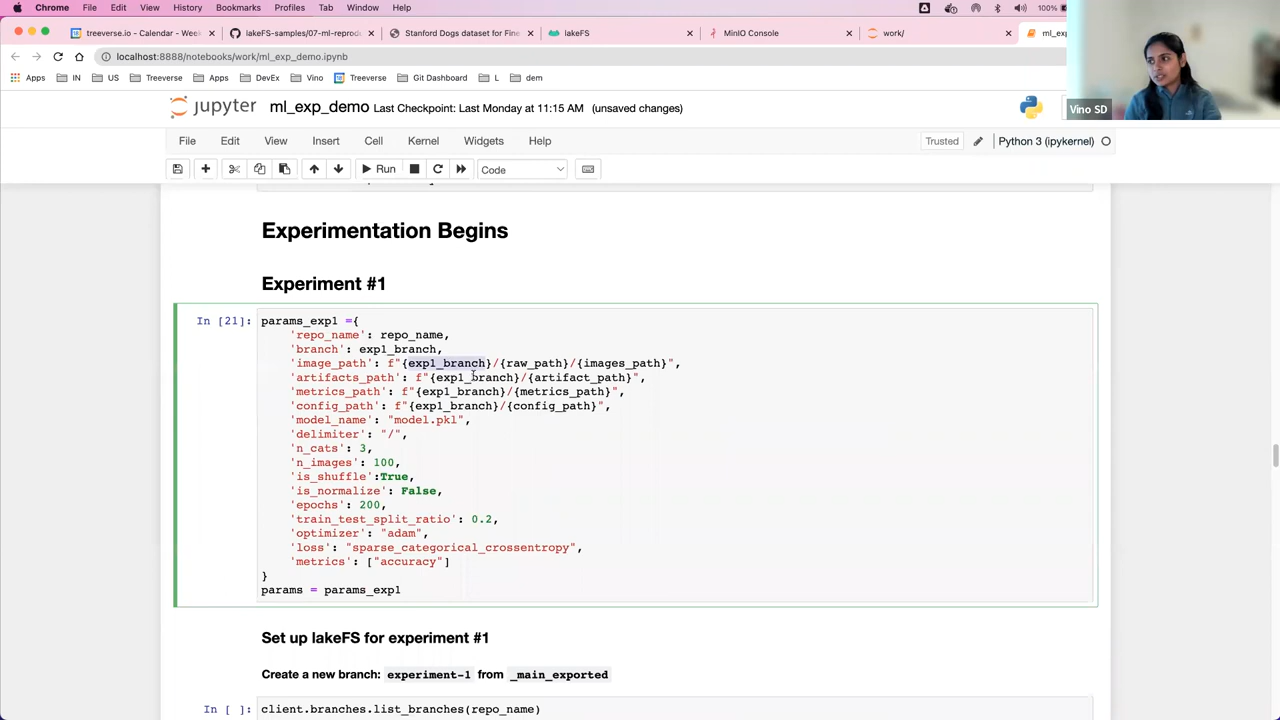 Chrome File Edit View History Bookmarks Profiles Tab Window Help 100%
treeverse.io - Calendar - Wee lakeFS-samples/07-ml-reprodu Stanford Dogs dataset for Fine lakeFS MinIO Console work/ ml_exp
localhost:8888/notebooks/work/ml_exp_demo.ipynb
Apps IN US Treeverse Apps DevEx Vino Treeverse Git Dashboard L dem
Vino SD
jupyter ml_exp_demo Last Checkpoint: Last Monday at 11:15 AM (unsaved changes)
File Edit View Insert Cell Kernel Widgets Help Trusted Python 3 (ipykernel)
Run Code
Experimentation Begins
Experiment #1
In [21]: params_exp1 ={
'repo_name': repo_name,
'branch': exp1_branch,
'image_path': f"{exp1_branch}/{raw_path}/{images_path}",
'artifacts_path': f"{exp1_branch}/{artifact_path}",
'metrics_path': f"{exp1_branch}/{metrics_path}",
'config_path': f"{exp1_branch}/{config_path}",
'model_name': "model.pkl",
'delimiter': "/",
'n_cats': 3,
'n_images': 100,
'is_shuffle':True,
'is_normalize': False,
'epochs': 200,
'train_test_split_ratio': 0.2,
'optimizer': "adam",
'loss': "sparse_categorical_crossentropy",
'metrics': ["accuracy"]
}
params = params_exp1
Set up lakeFS for experiment #1
Create a new branch: experiment-1 from _main_exported
In [ ]: client.branches.list_branches(repo_name)